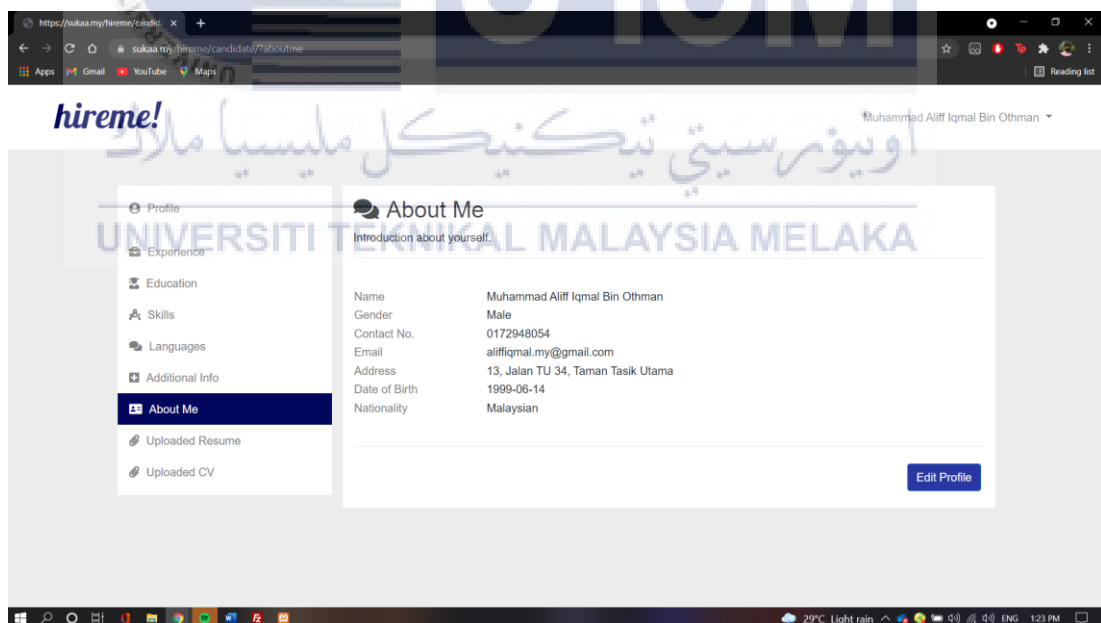 https://sukaa.my/hireme/candid
sukaa.my/hireme/candidate/?aboutme
Apps Gmail YouTube Maps Reading list
hireme!
Muhammad Aliff Iqmal Bin Othman
اونيۏرسيتي تيكنيكل مليسيا ملاك
UNIVERSITI TEKNIKAL MALAYSIA MELAKA
Profile
Experience
Education
Skills
Languages
Additional Info
About Me
Uploaded Resume
Uploaded CV
About Me
Introduction about yourself.
Name Muhammad Aliff Iqmal Bin Othman
Gender Male
Contact No. 0172948054
Email aliffiqmal.my@gmail.com
Address 13, Jalan TU 34, Taman Tasik Utama
Date of Birth 1999-06-14
Nationality Malaysian
Edit Profile
29°C Light rain ENG 1:23 PM